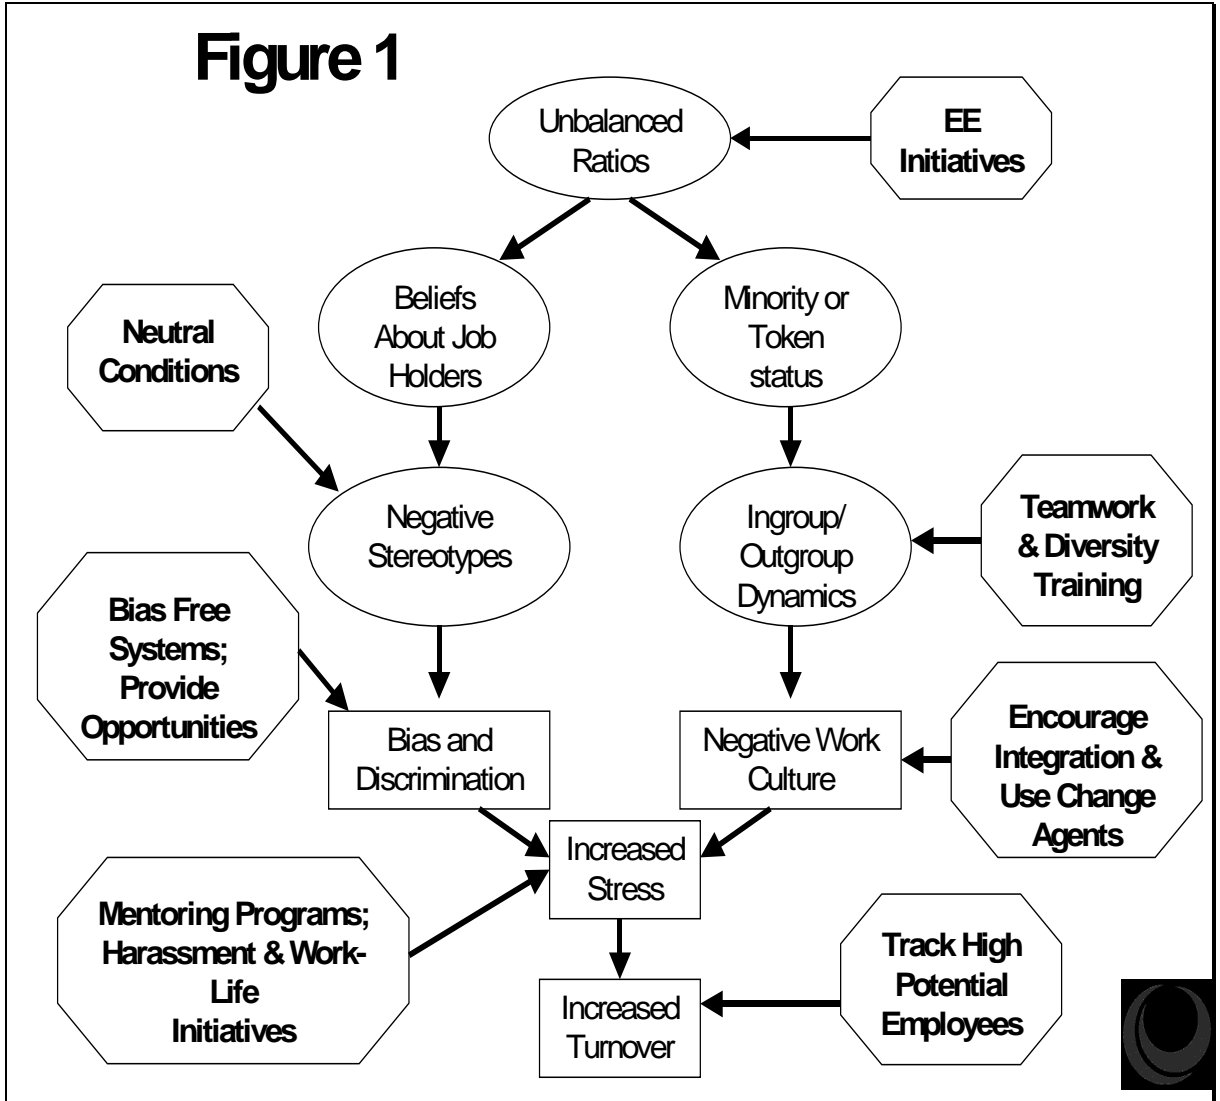 Figure 1
Unbalanced
Ratios
EE
Initiatives
Beliefs
About Job
Holders
Minority or
Token
status
Neutral
Conditions
Negative
Stereotypes
Ingroup/
Outgroup
Dynamics
Teamwork
& Diversity
Training
Bias Free
Systems;
Provide
Opportunities
Bias and
Discrimination
Negative Work
Culture
Encourage
Integration &
Use Change
Agents
Increased
Stress
Mentoring Programs;
Harassment & Work-
Life
Initiatives
Track High
Potential
Employees
Increased
Turnover